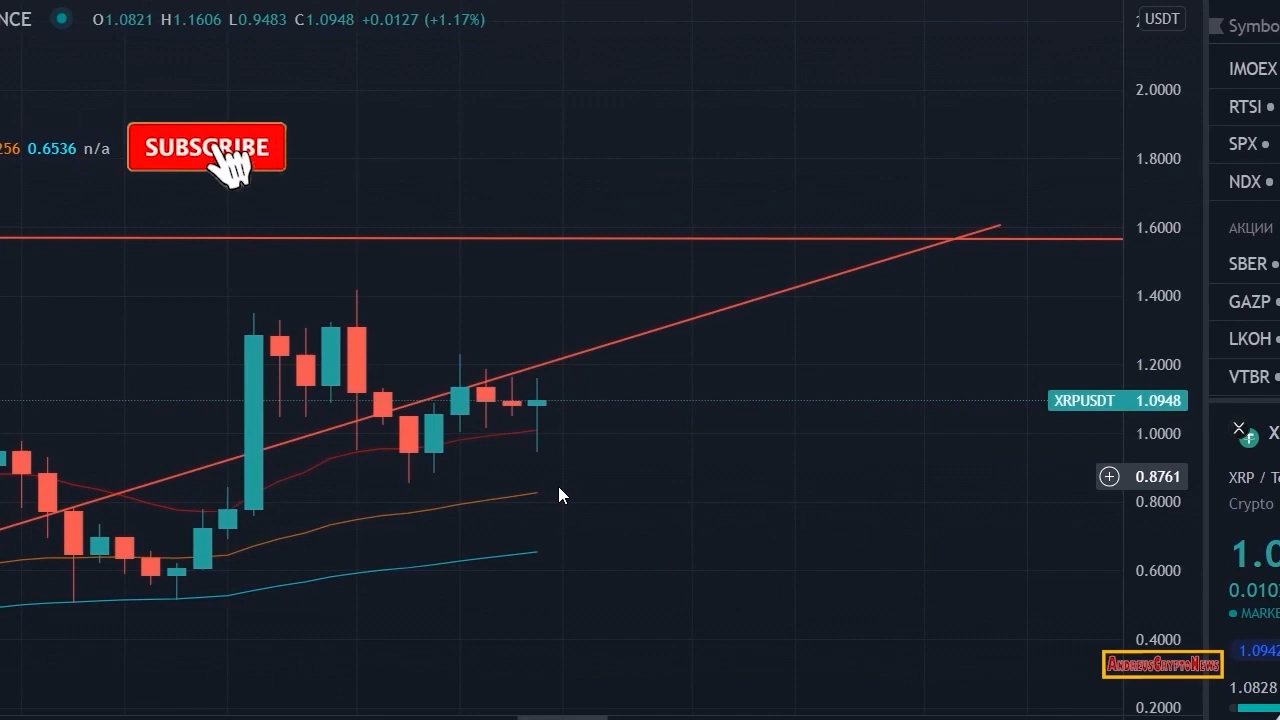 NCE O1.0821 H1.1606 L0.9483 C1.0948 +0.0127 (+1.17%)
256 0.6536 n/a
SUBSCRIBE
USDT
2.0000
1.8000
1.6000
1.4000
1.2000
XRPUSDT 1.0948
1.0000
0.8761
0.8000
0.6000
0.4000
0.2000
ANDREVSCRYPTONEWS
Symbo
IMOEX
RTSI
SPX
NDX
АКЦИИ
SBER
GAZP
LKOH
VTBR
X
XRP / Te
Crypto
1.0
0.010
MARKE
1.0942
1.0828